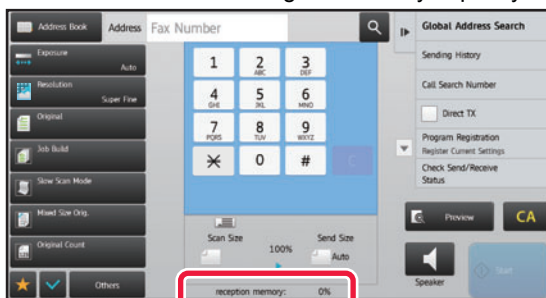 Address Book
Address
Fax Number
Global Address Search
Exposure
Auto
Sending History
Resolution
Super Fine
Call Search Number
Original
Direct TX
Job Build
Program Registration
Register Current Settings
Slow Scan Mode
Check Send/Receive
Status
Mixed Size Orig.
Original Count
Others
1
2
ABC
3
DEF
4
GHI
5
JKL
6
MNO
7
PQRS
8
TUV
9
WXYZ
0
#
C
Scan Size
100%
Send Size
Auto
reception memory: 0%
Preview
CA
Speaker
Start